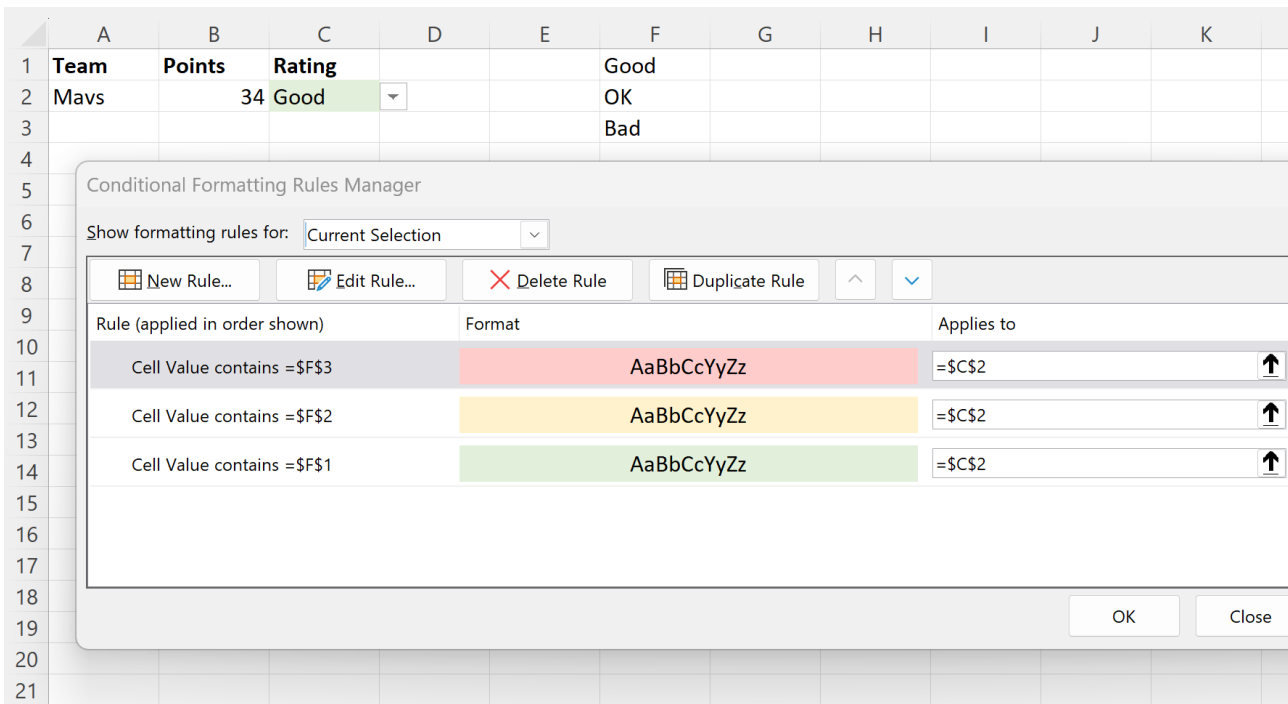 A B C D E F G H I J K
1 Team Points Rating Good
2 Mavs 34 Good OK
3 Bad
4
5 Conditional Formatting Rules Manager
6 Show formatting rules for: Current Selection
7
8 New Rule... Edit Rule... Delete Rule Duplicate Rule
9 Rule (applied in order shown) Format Applies to
10
11 Cell Value contains =$F$3 AaBbCcYyZz =$C$2
12 Cell Value contains =$F$2 AaBbCcYyZz =$C$2
13
14 Cell Value contains =$F$1 AaBbCcYyZz =$C$2
15
16
17
18
19 OK Close
20
21